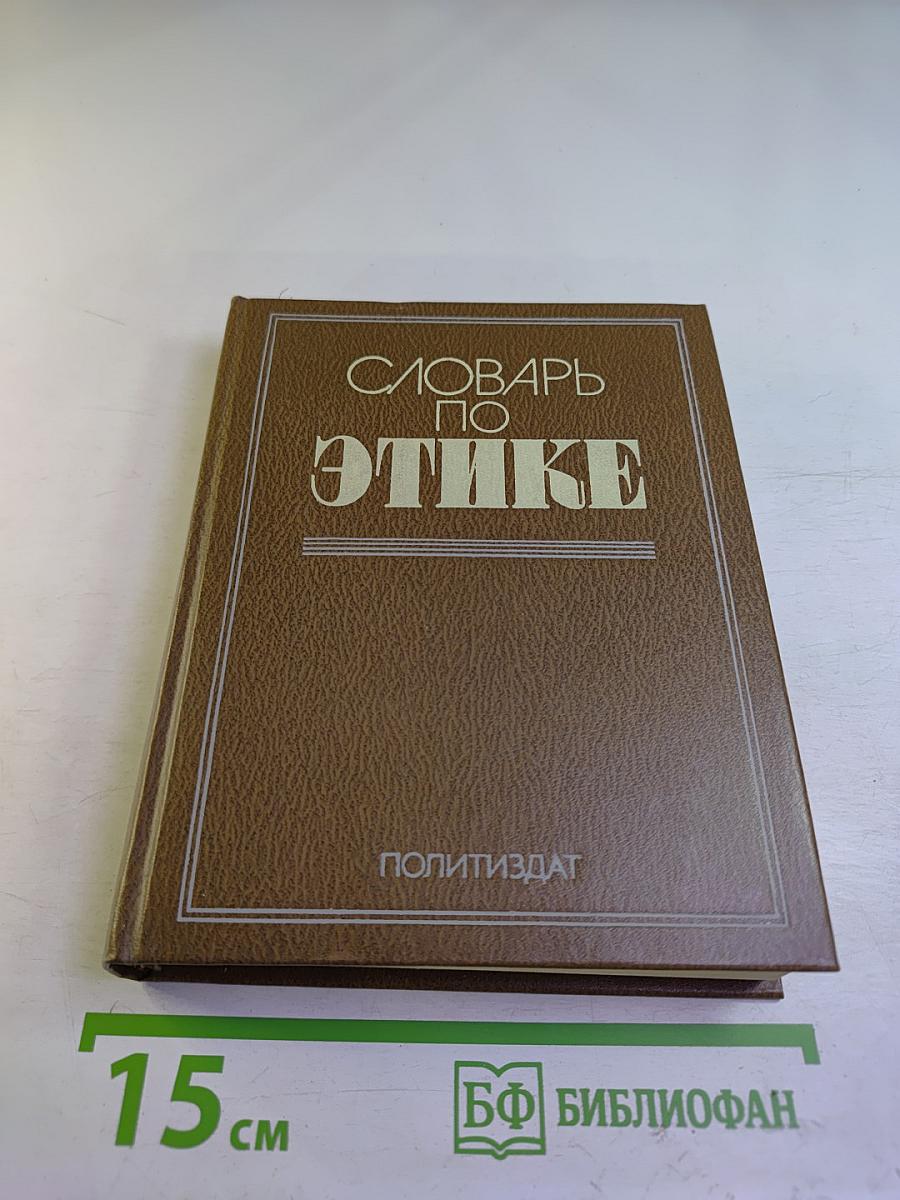 СЛОВАРЬ
ПО
ЭТИКЕ
ПОЛИТИЗДАТ
15 см
БФ БИБЛИОФАН